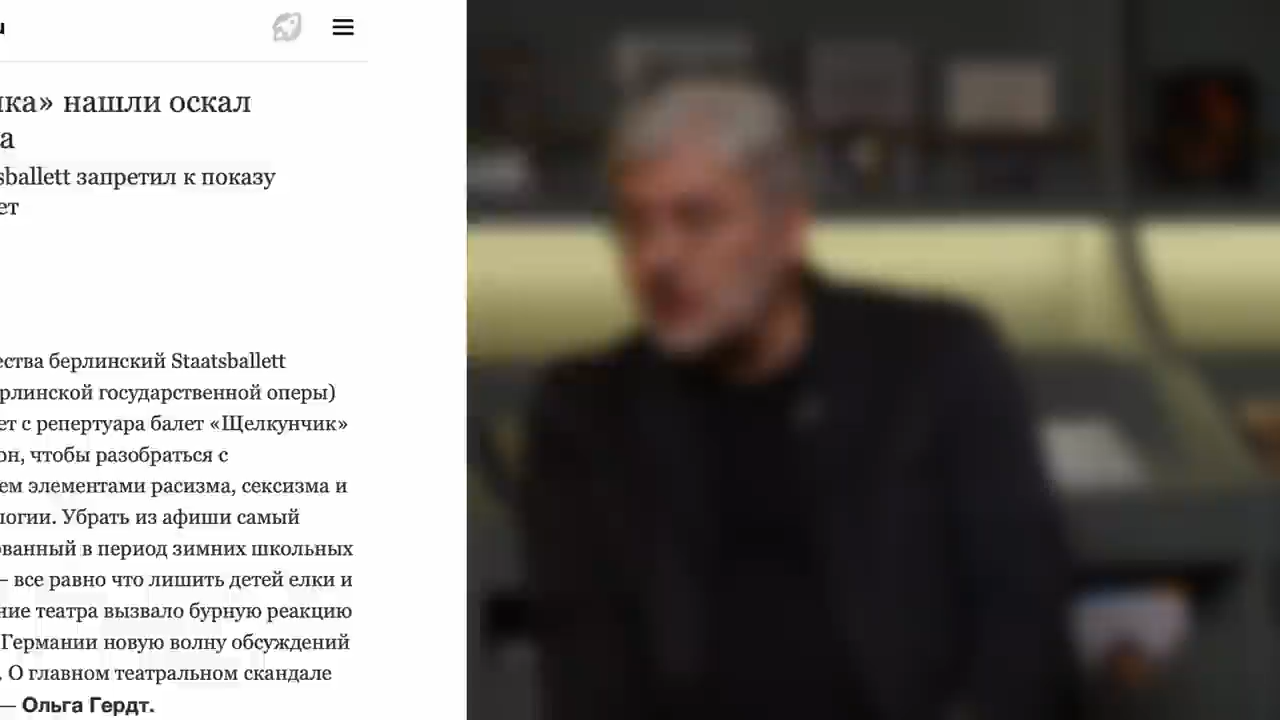 ка» нашли оскал
а
sballett запретил к показу
ет
ества берлинский Staatsballett
рлинской государственной оперы)
ет с репертуара балет «Щелкунчик»
он, чтобы разобраться с
ем элементами расизма, сексизма и
логии. Убрать из афиши самый
ованный в период зимних школьных
– все равно что лишить детей елки и
ние театра вызвало бурную реакцию
Германии новую волну обсуждений
. О главном театральном скандале
— Ольга Гердт.